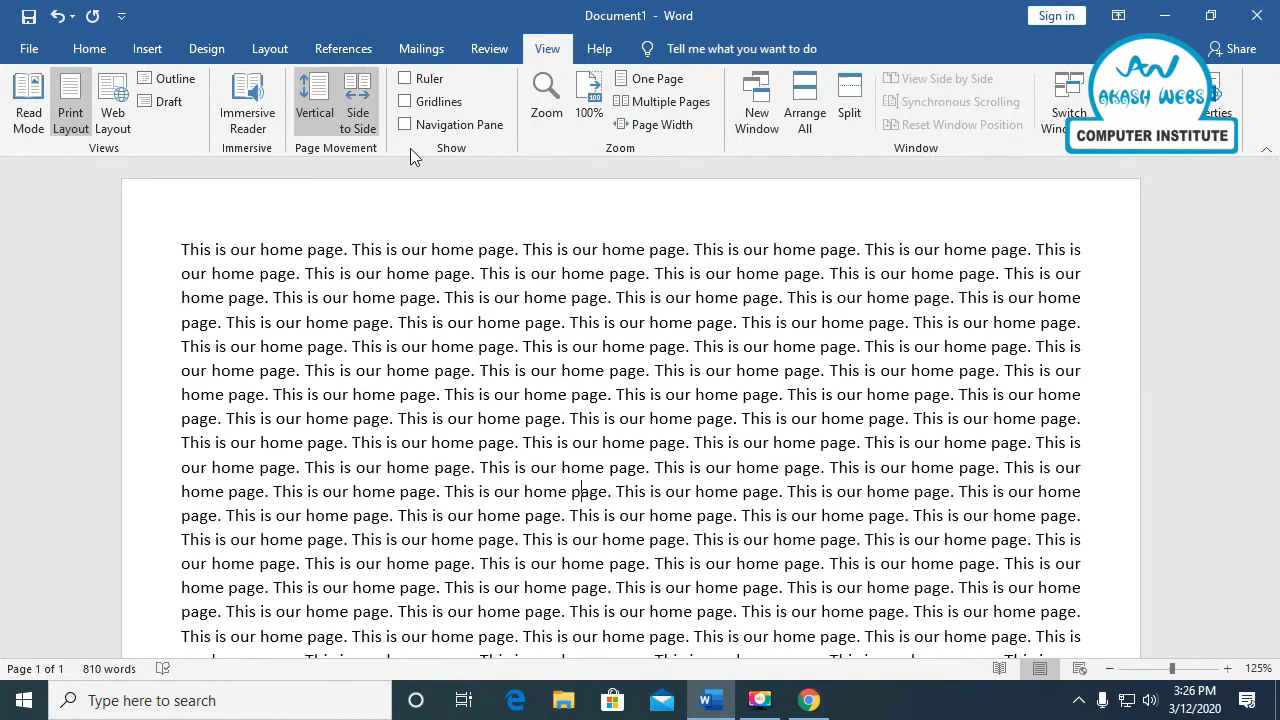 Document1 - Word
Sign in
File Home Insert Design Layout References Mailings Review View Help Tell me what you want to do Share
Read Mode
Print Layout
Web Layout
Outline
Draft
Views
Immersive Reader
Immersive
Vertical
Side to Side
Page Movement
Ruler
Gridlines
Navigation Pane
Show
Zoom
100%
100
One Page
Multiple Pages
Page Width
Zoom
New Window
Arrange All
Split
View Side by Side
Synchronous Scrolling
Reset Window Position
Window
Switch
AW
AKASH WEBS
COMPUTER INSTITUTE
This is our home page. This is our home page. This is our home page. This is our home page. This is our home page. This is
our home page. This is our home page. This is our home page. This is our home page. This is our home page. This is our
home page. This is our home page. This is our home page. This is our home page. This is our home page. This is our home
page. This is our home page. This is our home page. This is our home page. This is our home page. This is our home page.
This is our home page. This is our home page. This is our home page. This is our home page. This is our home page. This is
our home page. This is our home page. This is our home page. This is our home page. This is our home page. This is our
home page. This is our home page. This is our home page. This is our home page. This is our home page. This is our home
page. This is our home page. This is our home page. This is our home page. This is our home page. This is our home page.
This is our home page. This is our home page. This is our home page. This is our home page. This is our home page. This is
our home page. This is our home page. This is our home page. This is our home page. This is our home page. This is our
home page. This is our home page. This is our home page. This is our home page. This is our home page. This is our home
page. This is our home page. This is our home page. This is our home page. This is our home page. This is our home page.
This is our home page. This is our home page. This is our home page. This is our home page. This is our home page. This is
our home page. This is our home page. This is our home page. This is our home page. This is our home page. This is our
home page. This is our home page. This is our home page. This is our home page. This is our home page. This is our home
page. This is our home page. This is our home page. This is our home page. This is our home page. This is our home page.
This is our home page. This is our home page. This is our home page. This is our home page. This is our home page. This is
Page 1 of 1 810 words 125%
Type here to search
3:26 PM
3/12/2020